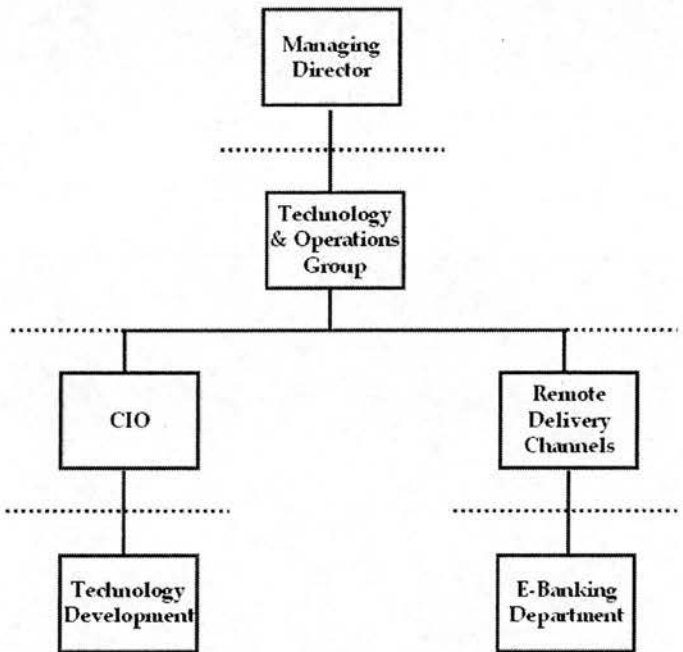 Managing
Director
Technology
& Operations
Group
CIO
Remote
Delivery
Channels
Technology
Development
E-Banking
Department